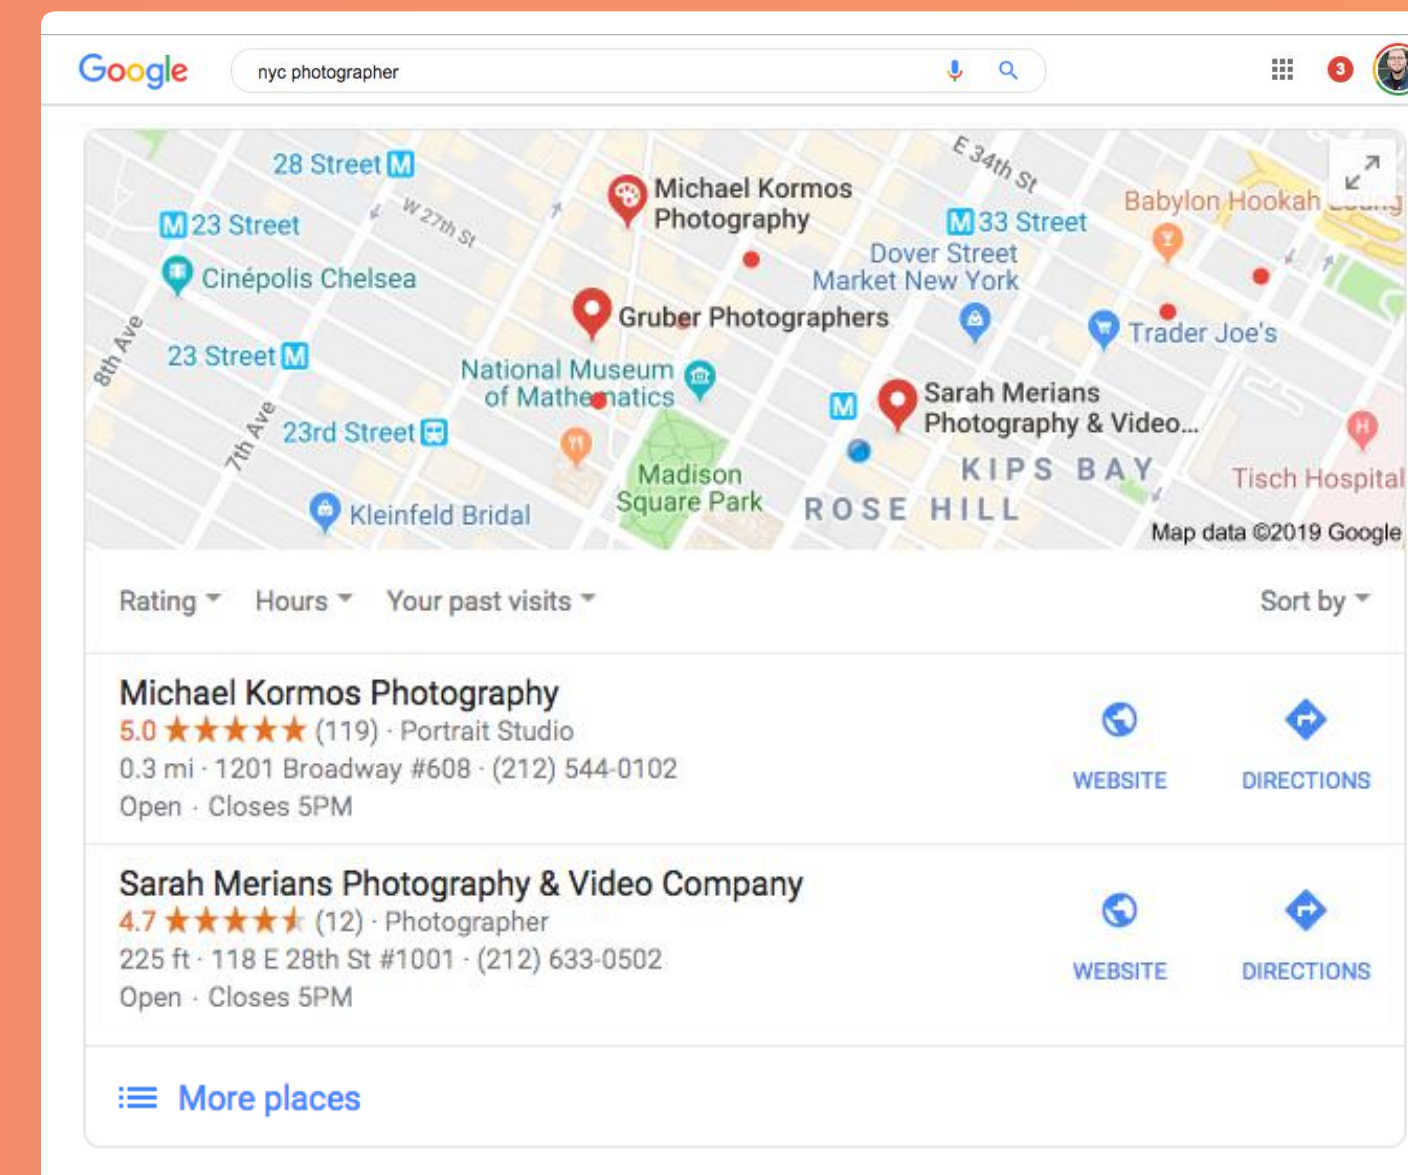 Google
nyc photographer
3
28 Street M
M 23 Street
W 27th St
Cinépolis Chelsea
Michael Kormos
Photography
E 34th St
M 33 Street
Babylon Hookah
Dover Street
Market New York
Gruber Photographers
Trader Joe's
8th Ave
23 Street M
National Museum
of Mathematics
M
Sarah Merians
Photography & Video...
7th Ave
23rd Street
H
Madison
Square Park
KIPS BAY
Tisch Hospital
ROSE HILL
Kleinfeld Bridal
Map data ©2019 Google
Rating Hours Your past visits Sort by
Michael Kormos Photography
5.0 (119) · Portrait Studio
0.3 mi · 1201 Broadway #608 · (212) 544-0102
Open · Closes 5PM
WEBSITE DIRECTIONS
Sarah Merians Photography & Video Company
4.7 (12) · Photographer
225 ft · 118 E 28th St #1001 · (212) 633-0502
Open · Closes 5PM
WEBSITE DIRECTIONS
More places